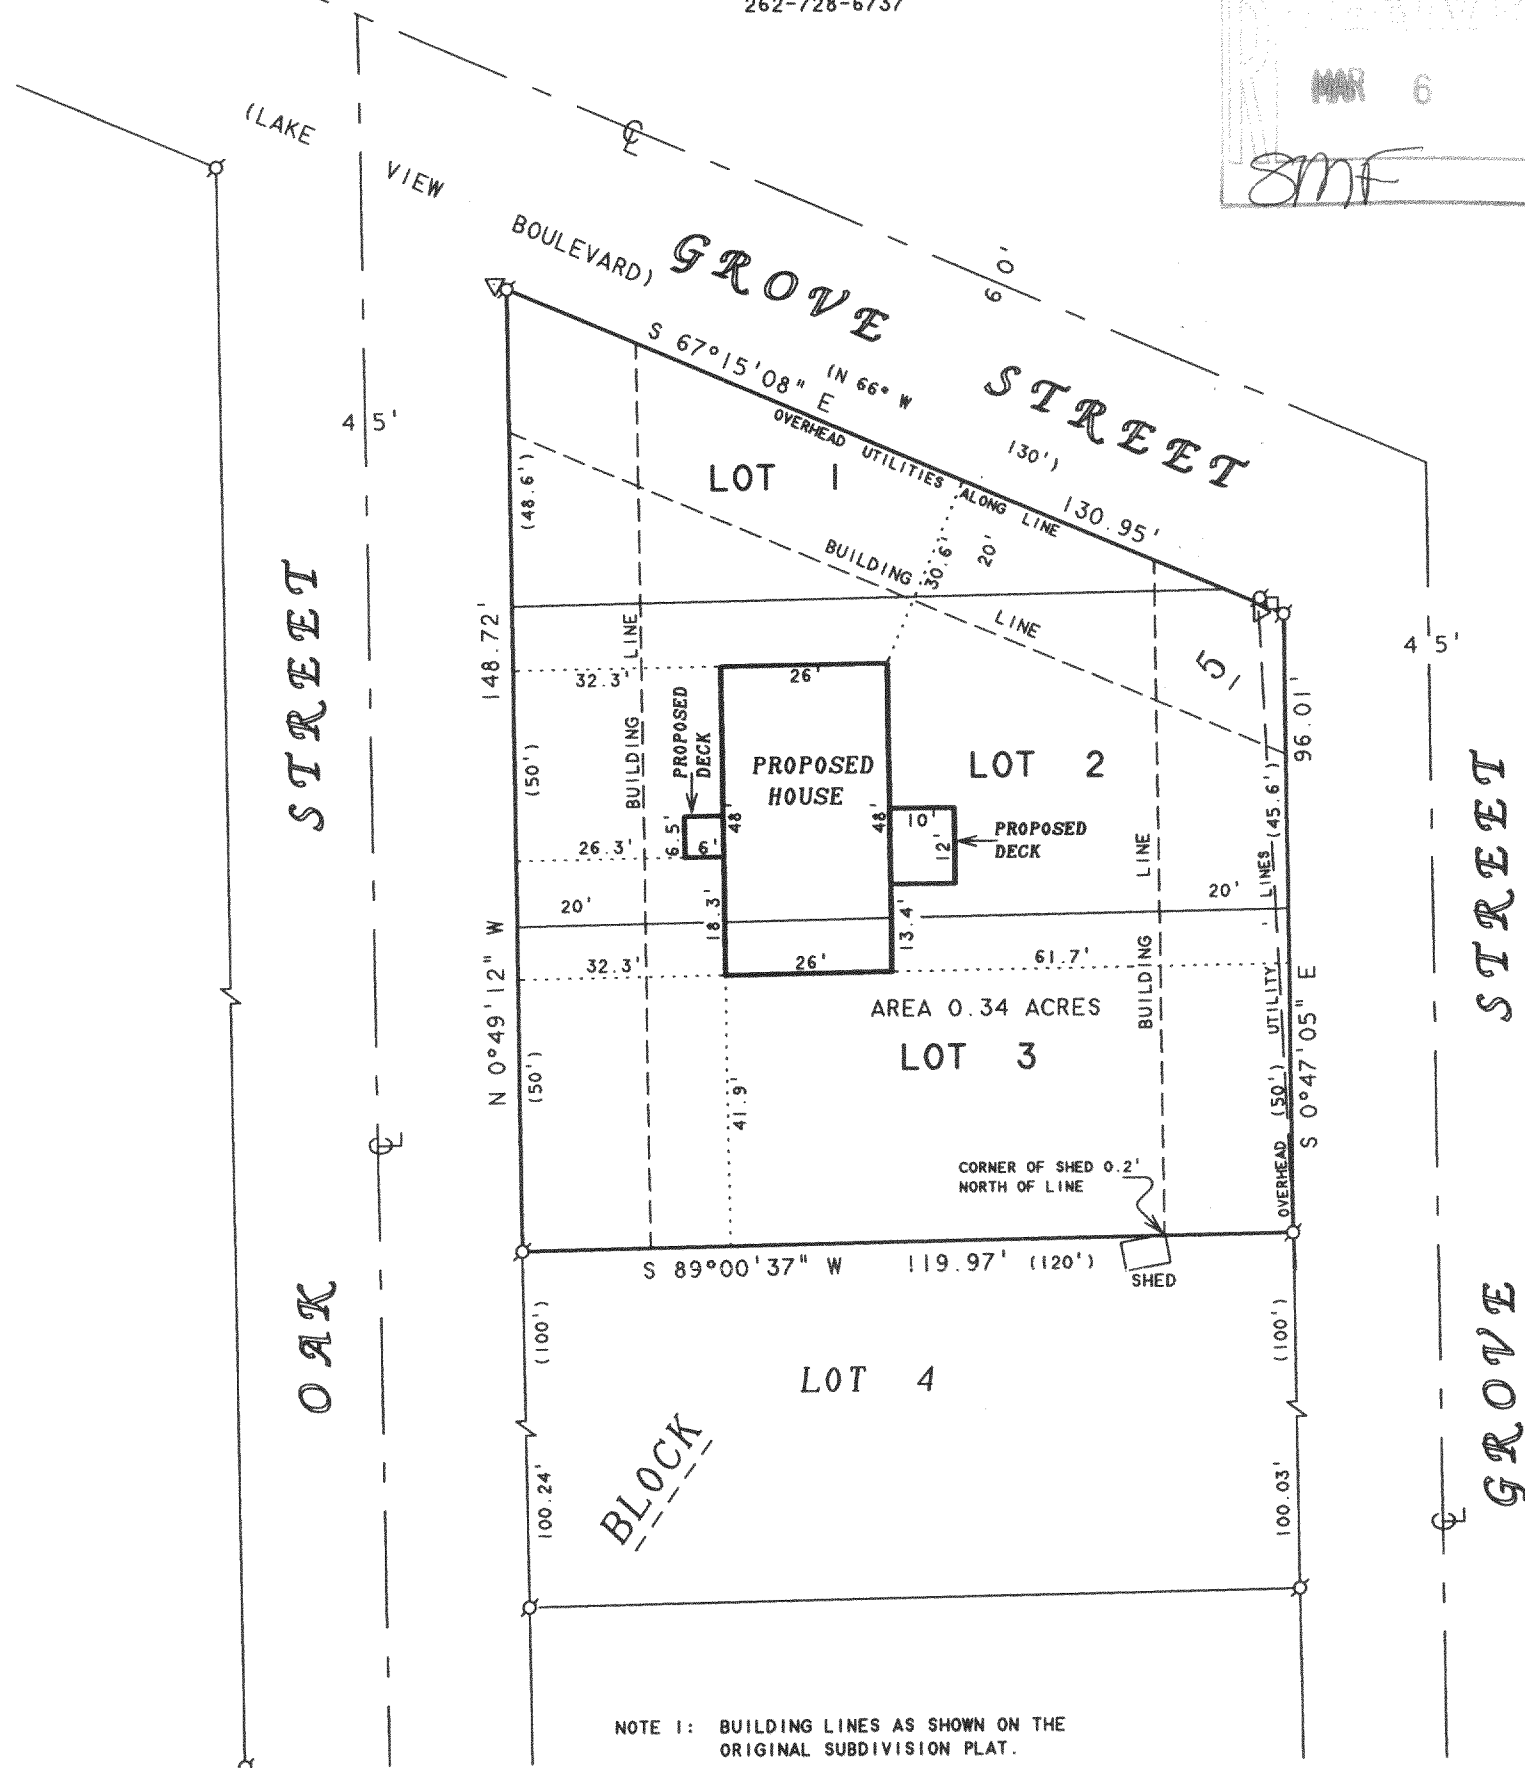 262-728-6737
MAR 6
SMF
(LAKE VIEW BOULEVARD)
GROVE STREET
60'
S 67°15'08" E
130.95'
(N 66° W
(130')
OVERHEAD UTILITIES ALONG LINE
45'
LOT 1
(48.6')
BUILDING LINE
30.6'
20'
STREET
OAK
148.72'
N 0°49'12" W
BUILDING LINE
32.3'
26'
PROPOSED
DECK
PROPOSED
HOUSE
LOT 2
51
45'
96.01'
S 0°47'05" E
(50')
48'
48'
6.5'
6'
26.3'
10'
12'
PROPOSED
DECK
BUILDING LINE
(45.6')
OVERHEAD UTILITY LINES
STREET
GROVE
20'
18.3'
13.4'
20'
32.3'
26'
61.7'
AREA 0.34 ACRES
LOT 3
(50')
(50')
41.9'
CORNER OF SHED 0.2'
NORTH OF LINE
S 89°00'37" W 119.97' (120')
SHED
(100')
(100')
LOT 4
BLOCK
100.24'
100.03'
NOTE 1: BUILDING LINES AS SHOWN ON THE
ORIGINAL SUBDIVISION PLAT.